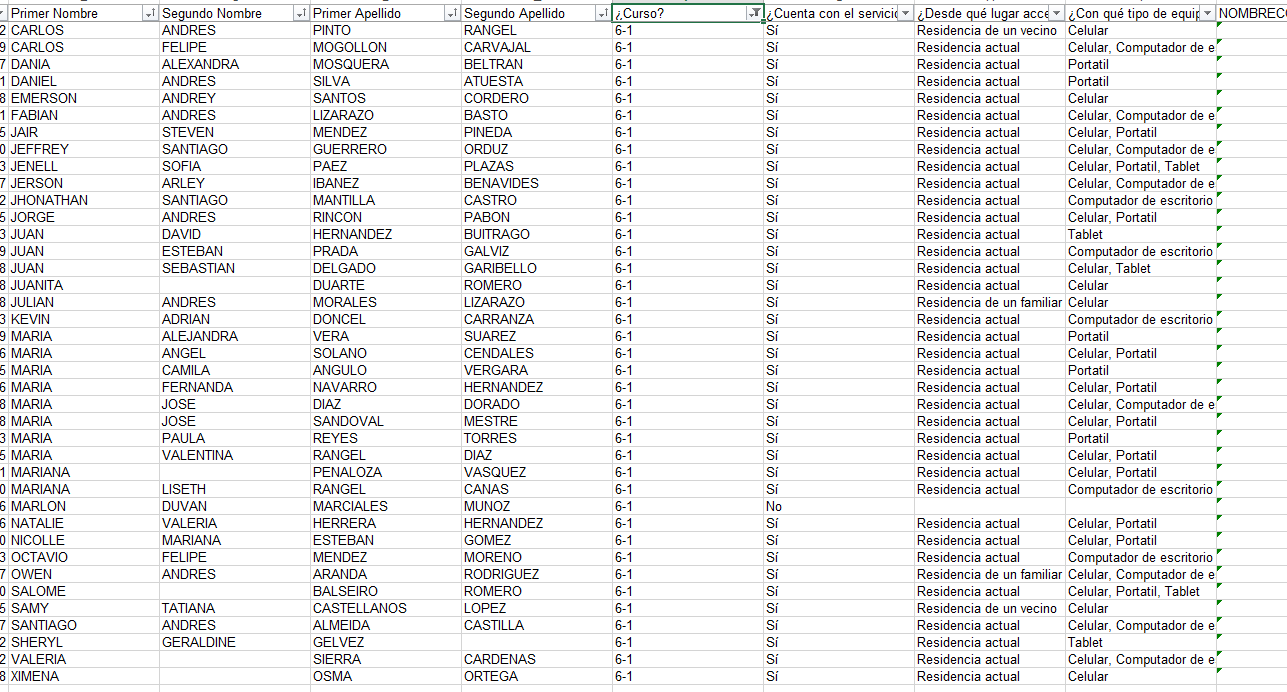 Primer Nombre Segundo Nombre Primer Apellido Segundo Apellido ¿Curso? ¿Cuenta con el servici ¿Desde qué lugar acce ¿Con qué tipo de equip NOMBREC
2 CARLOS ANDRES PINTO RANGEL 6-1 Sí Residencia de un vecino Celular
9 CARLOS FELIPE MOGOLLON CARVAJAL 6-1 Sí Residencia actual Celular, Computador de e
7 DANIA ALEXANDRA MOSQUERA BELTRAN 6-1 Sí Residencia actual Portatil
1 DANIEL ANDRES SILVA ATUESTA 6-1 Sí Residencia actual Portatil
8 EMERSON ANDREY SANTOS CORDERO 6-1 Sí Residencia actual Celular
1 FABIAN ANDRES LIZARAZO BASTO 6-1 Sí Residencia actual Celular, Computador de e
5 JAIR STEVEN MENDEZ PINEDA 6-1 Sí Residencia actual Celular, Portatil
0 JEFFREY SANTIAGO GUERRERO ORDUZ 6-1 Sí Residencia actual Celular, Computador de e
3 JENELL SOFIA PAEZ PLAZAS 6-1 Sí Residencia actual Celular, Portatil, Tablet
7 JERSON ARLEY IBANEZ BENAVIDES 6-1 Sí Residencia actual Celular, Computador de e
2 JHONATHAN SANTIAGO MANTILLA CASTRO 6-1 Sí Residencia actual Computador de escritorio
5 JORGE ANDRES RINCON PABON 6-1 Sí Residencia actual Celular, Portatil
3 JUAN DAVID HERNANDEZ BUITRAGO 6-1 Sí Residencia actual Tablet
9 JUAN ESTEBAN PRADA GALVIZ 6-1 Sí Residencia actual Computador de escritorio
8 JUAN SEBASTIAN DELGADO GARIBELLO 6-1 Sí Residencia actual Celular, Tablet
8 JUANITA DUARTE ROMERO 6-1 Sí Residencia actual Celular
8 JULIAN ANDRES MORALES LIZARAZO 6-1 Sí Residencia de un familiar Celular
3 KEVIN ADRIAN DONCEL CARRANZA 6-1 Sí Residencia actual Computador de escritorio
9 MARIA ALEJANDRA VERA SUAREZ 6-1 Sí Residencia actual Portatil
6 MARIA ANGEL SOLANO CENDALES 6-1 Sí Residencia actual Celular, Portatil
5 MARIA CAMILA ANGULO VERGARA 6-1 Sí Residencia actual Portatil
6 MARIA FERNANDA NAVARRO HERNANDEZ 6-1 Sí Residencia actual Celular, Portatil
8 MARIA JOSE DIAZ DORADO 6-1 Sí Residencia actual Celular, Computador de e
8 MARIA JOSE SANDOVAL MESTRE 6-1 Sí Residencia actual Celular, Portatil
3 MARIA PAULA REYES TORRES 6-1 Sí Residencia actual Portatil
5 MARIA VALENTINA RANGEL DIAZ 6-1 Sí Residencia actual Celular, Portatil
1 MARIANA PENALOZA VASQUEZ 6-1 Sí Residencia actual Celular, Portatil
0 MARIANA LISETH RANGEL CANAS 6-1 Sí Residencia actual Computador de escritorio
6 MARLON DUVAN MARCIALES MUNOZ 6-1 No
6 NATALIE VALERIA HERRERA HERNANDEZ 6-1 Sí Residencia actual Celular, Portatil
0 NICOLLE MARIANA ESTEBAN GOMEZ 6-1 Sí Residencia actual Celular, Portatil
3 OCTAVIO FELIPE MENDEZ MORENO 6-1 Sí Residencia actual Computador de escritorio
7 OWEN ANDRES ARANDA RODRIGUEZ 6-1 Sí Residencia de un familiar Celular, Computador de e
0 SALOME BALSEIRO ROMERO 6-1 Sí Residencia actual Celular, Portatil, Tablet
5 SAMY TATIANA CASTELLANOS LOPEZ 6-1 Sí Residencia de un vecino Celular
7 SANTIAGO ANDRES ALMEIDA CASTILLA 6-1 Sí Residencia actual Celular, Computador de e
2 SHERYL GERALDINE GELVEZ 6-1 Sí Residencia actual Tablet
2 VALERIA SIERRA CARDENAS 6-1 Sí Residencia actual Celular, Computador de e
8 XIMENA OSMA ORTEGA 6-1 Sí Residencia actual Celular